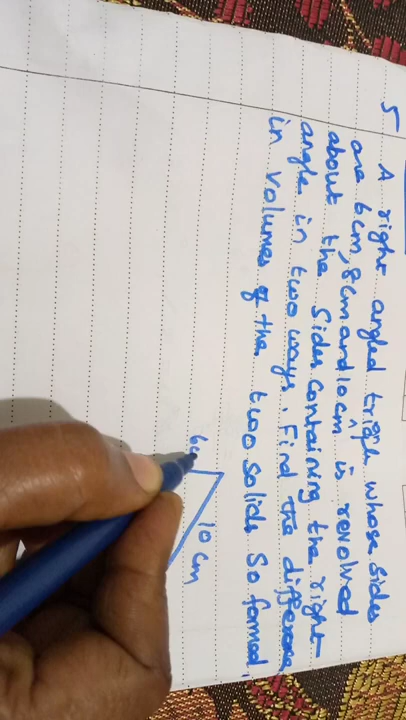 5 A right angled triangle whose sides
are 6cm, 8cm and 10cm is revolved
about the Sides containing the right
angle in two ways. Find the difference
in volumes of the two solids so formed.
10 cm
6c